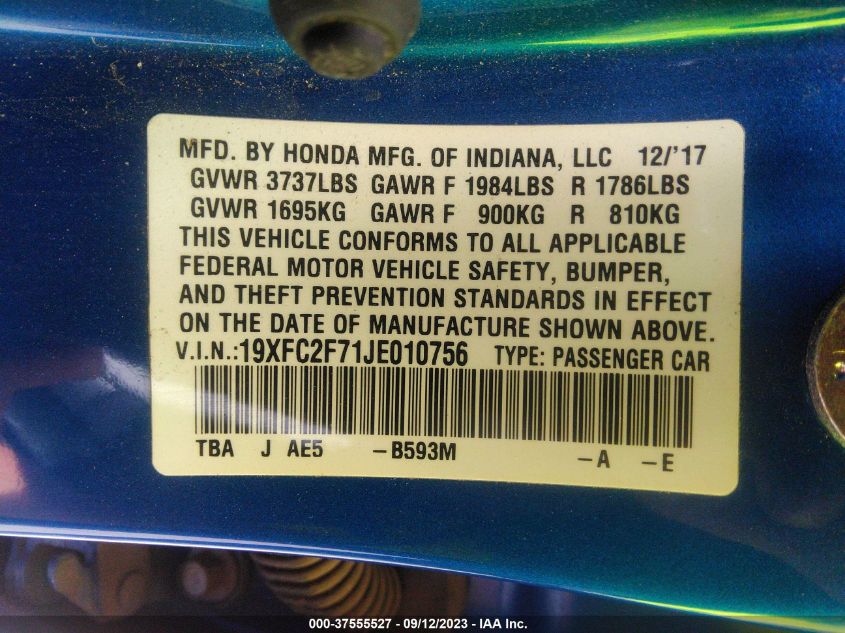 MFD. BY HONDA MFG. OF INDIANA, LLC 12/'17
GVWR 3737LBS GAWR F 1984LBS R 1786LBS
GVWR 1695KG GAWR F 900KG R 810KG
THIS VEHICLE CONFORMS TO ALL APPLICABLE
FEDERAL MOTOR VEHICLE SAFETY, BUMPER,
AND THEFT PREVENTION STANDARDS IN EFFECT
ON THE DATE OF MANUFACTURE SHOWN ABOVE.
V.I.N.:19XFC2F71JE010756 TYPE: PASSENGER CAR
TBA J AE5 -B593M -A -E
000-37555527 - 09/12/2023 - IAA Inc.